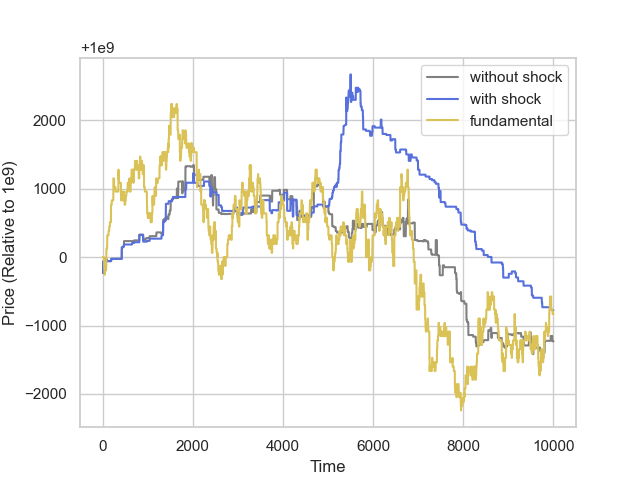 +1e9
without shock
with shock
fundamental
2000
1000
0
−1000
−2000
Price (Relative to 1e9)
0 2000 4000 6000 8000 10000
Time